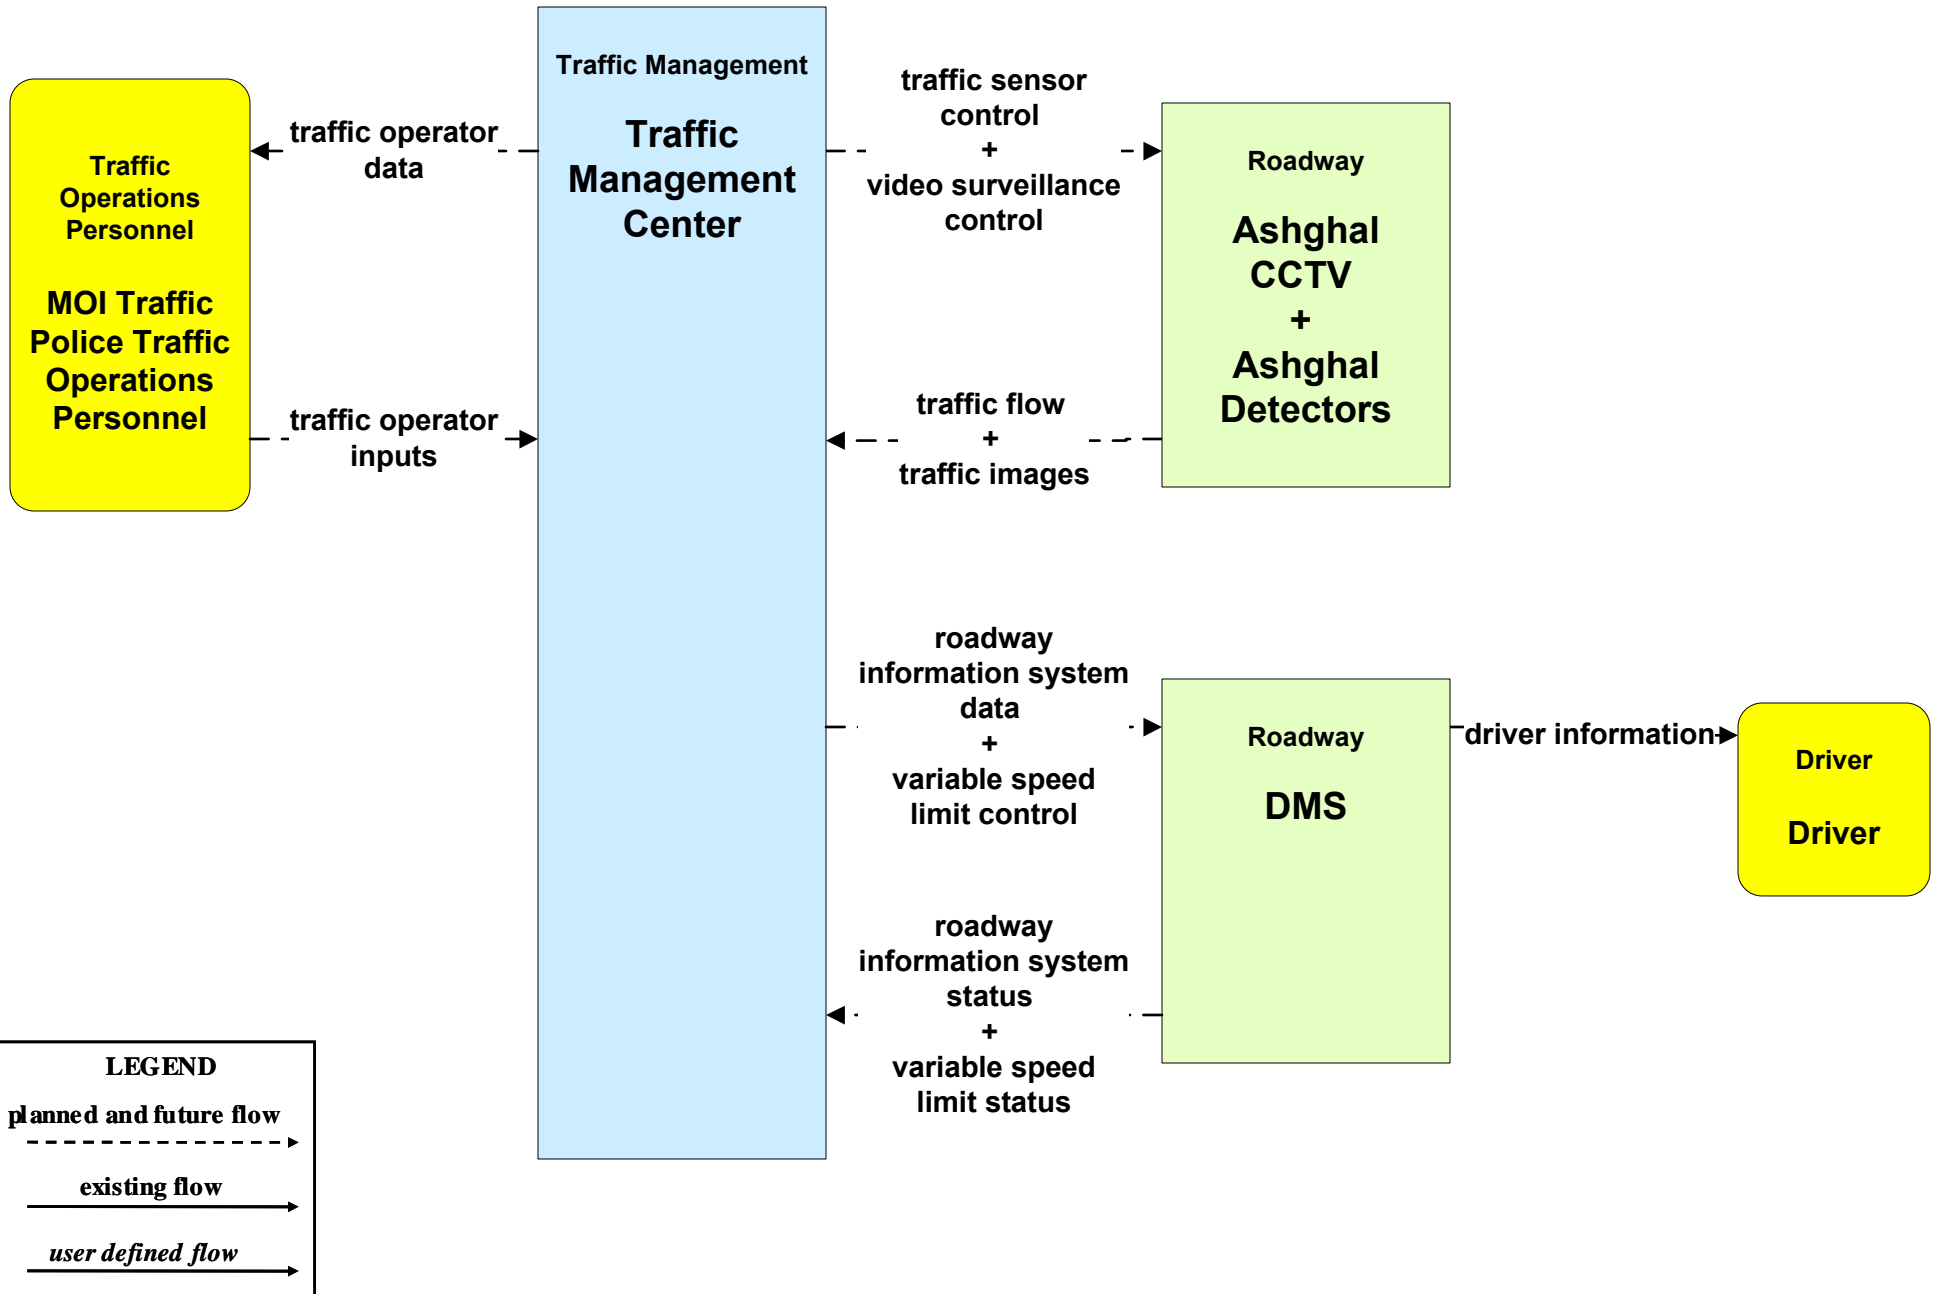 Traffic
Operations
Personnel
MOI Traffic
Police Traffic
Operations
Personnel
traffic operator
data
traffic operator
inputs
Traffic Management
Traffic
Management
Center
traffic sensor
control
+
video surveillance
control
traffic flow
+
traffic images
Roadway
Ashghal
CCTV
+
Ashghal
Detectors
roadway
information system
data
+
variable speed
limit control
roadway
information system
status
+
variable speed
limit status
Roadway
DMS
driver information
Driver
Driver
LEGEND
planned and future flow
existing flow
user defined flow